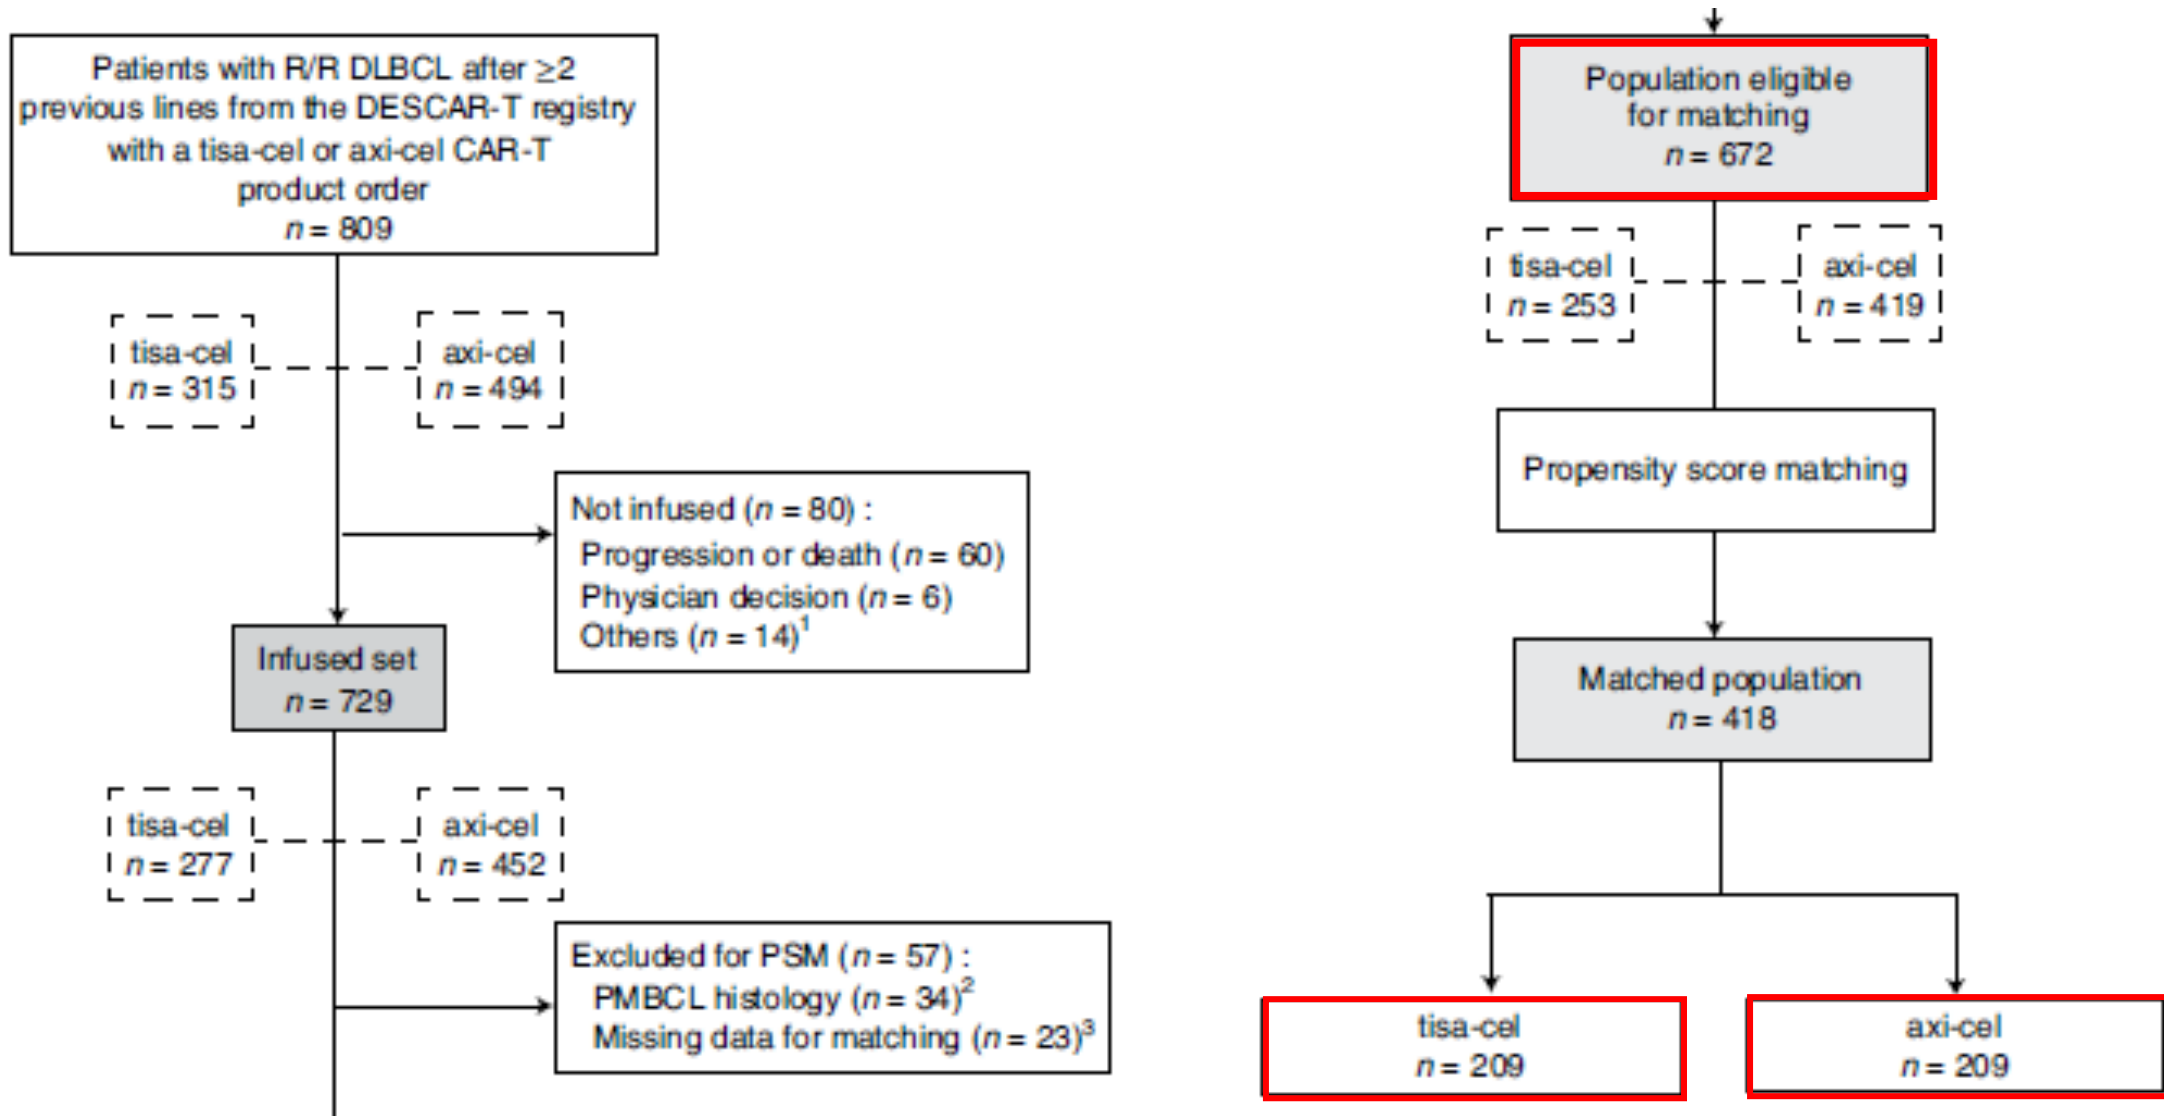 Patients with R/R DLBCL after ≥2
previous lines from the DESCAR-T registry
with a tisa-cel or axi-cel CAR-T
product order
n = 809
tisa-cel
n = 315
axi-cel
n = 494
Not infused (n = 80) :
Progression or death (n = 60)
Physician decision (n = 6)
Others (n = 14)¹
Infused set
n = 729
tisa-cel
n = 277
axi-cel
n = 452
Excluded for PSM (n = 57) :
PMBCL histology (n = 34)²
Missing data for matching (n = 23)³
Population eligible
for matching
n = 672
tisa-cel
n = 253
axi-cel
n = 419
Propensity score matching
Matched population
n = 418
tisa-cel
n = 209
axi-cel
n = 209